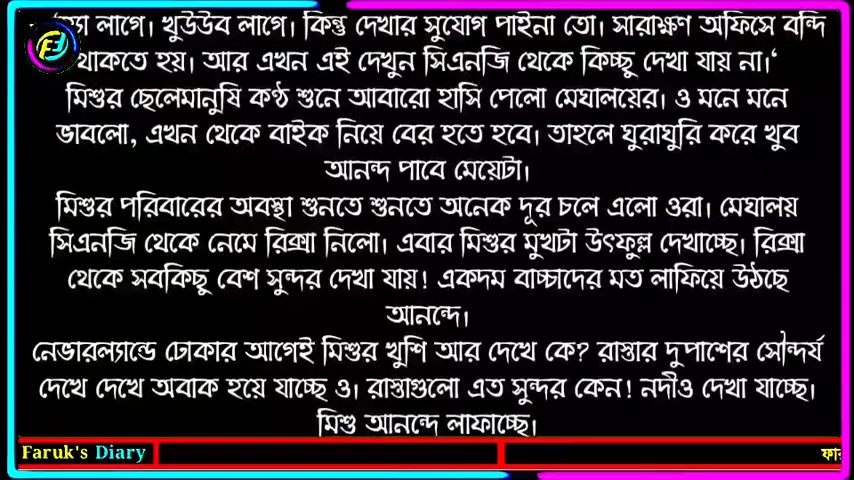 লাগে। খুউউব লাগে। কিন্তু দেখার সুযোগ পাইনা তো। সারাক্ষণ অফিসে বন্দি
থাকতে হয়। আর এখন এই দেখুন সিএনজি থেকে কিচ্ছু দেখা যায় না।‘
মিশুর ছেলেমানুষি কণ্ঠ শুনে আবারো হাসি পেলো মেঘালয়ের। ও মনে মনে
ভাবলো, এখন থেকে বাইক নিয়ে বের হতে হবে। তাহলে ঘুরাঘুরি করে খুব
আনন্দ পাবে মেয়েটা।
মিশুর পরিবারের অবস্থা শুনতে শুনতে অনেক দূর চলে এলো ওরা। মেঘালয়
সিএনজি থেকে নেমে রিক্সা নিলো। এবার মিশুর মুখটা উৎফুল্ল দেখাচ্ছে। রিক্সা
থেকে সবকিছু বেশ সুন্দর দেখা যায়! একদম বাচ্চাদের মত লাফিয়ে উঠছে
আনন্দে।
নেভারল্যান্ডে ঢোকার আগেই মিশুর খুশি আর দেখে কে? রাস্তার দুপাশের সৌন্দর্য
দেখে দেখে অবাক হয়ে যাচ্ছে ও। রাস্তাগুলো এত সুন্দর কেন! নদীও দেখা যাচ্ছে।
মিশু আনন্দে লাফাচ্ছে।
Faruk's Diary